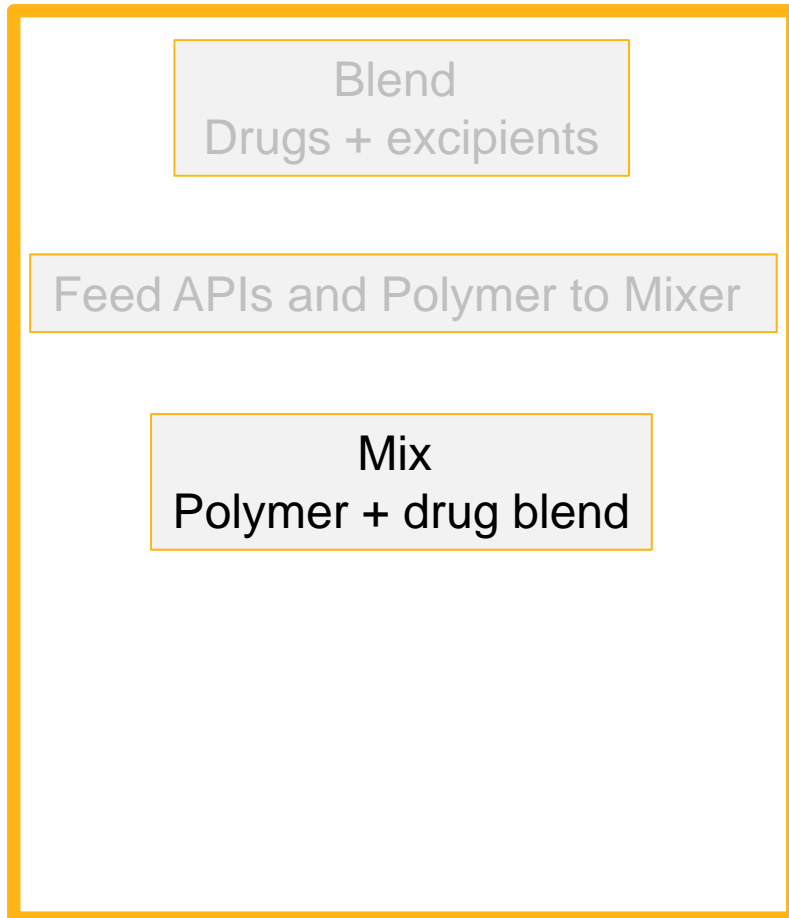 Blend
Drugs + excipients
Feed APIs and Polymer to Mixer
Mix
Polymer + drug blend